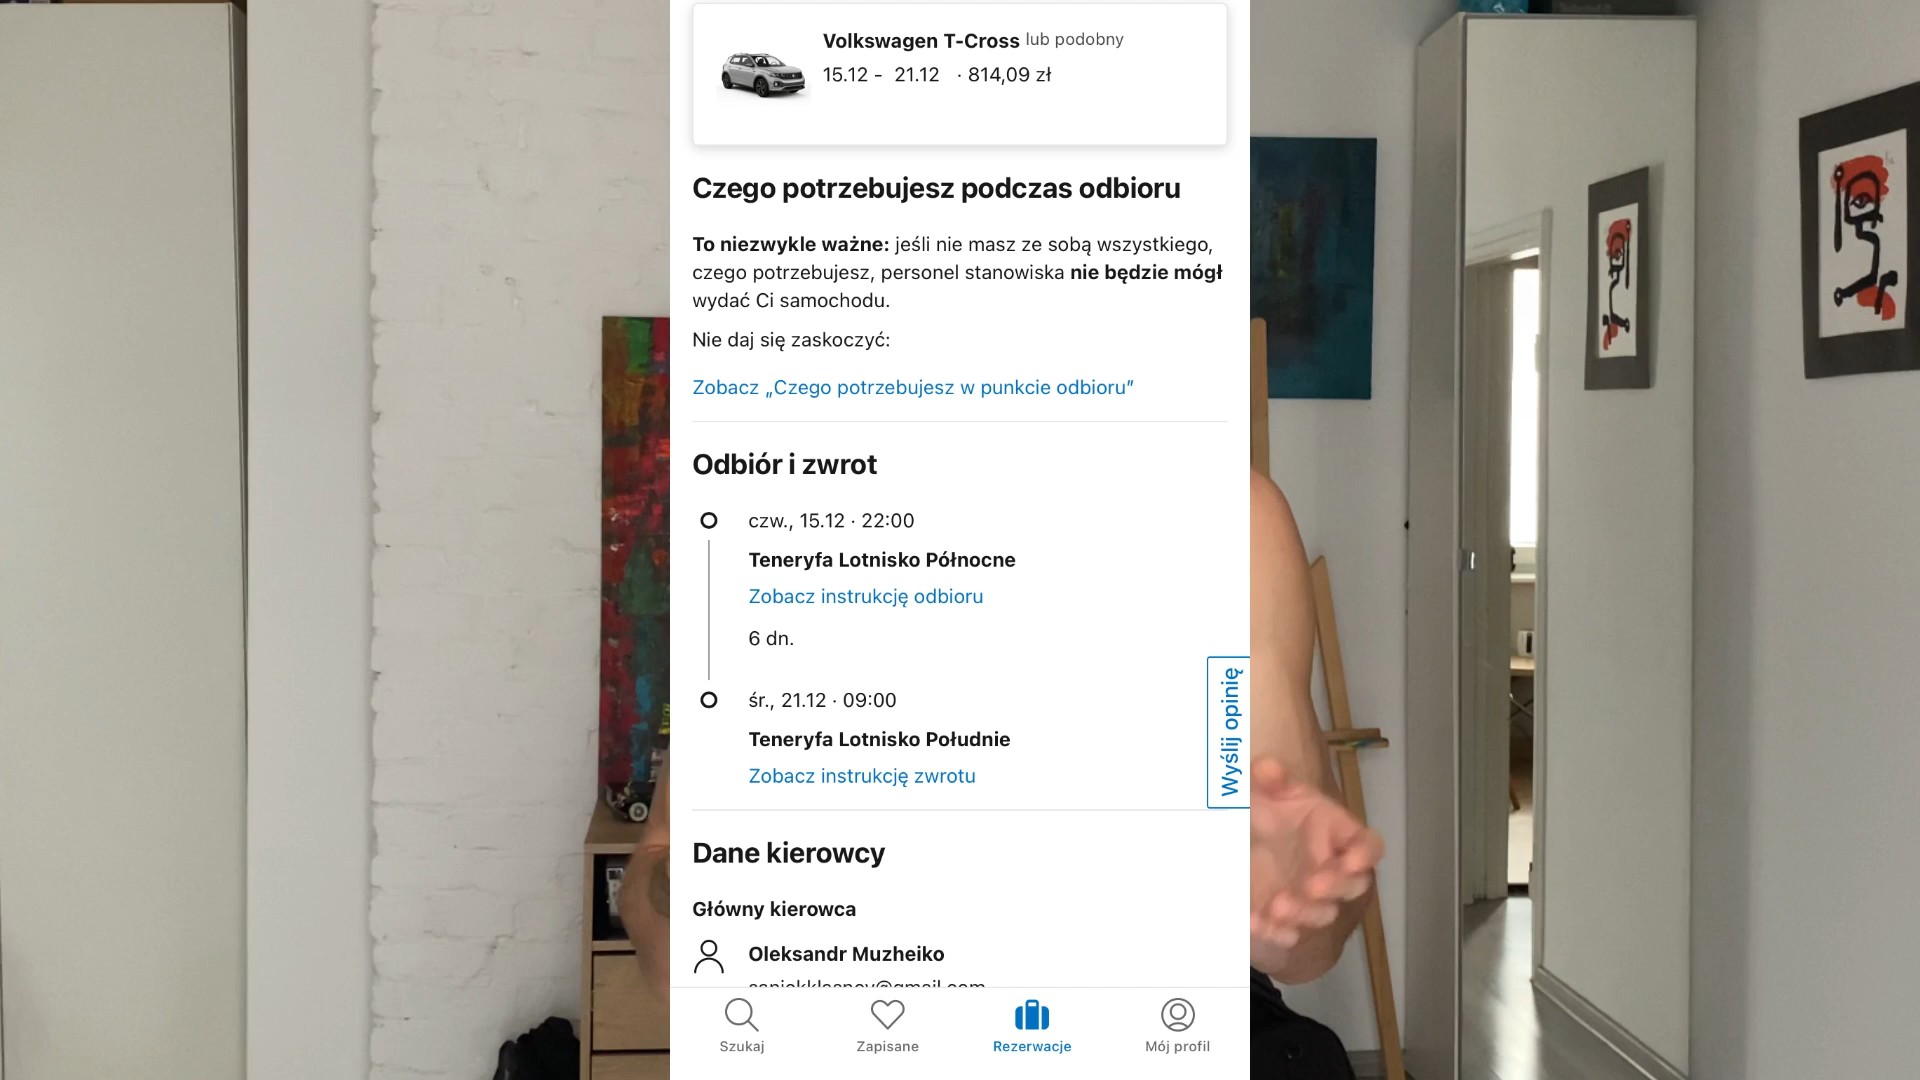 Volkswagen T-Cross lub podobny
15.12 - 21.12 · 814,09 zł
Czego potrzebujesz podczas odbioru
To niezwykle ważne: jeśli nie masz ze sobą wszystkiego,
czego potrzebujesz, personel stanowiska nie będzie mógł
wydać Ci samochodu.
Nie daj się zaskoczyć:
Zobacz „Czego potrzebujesz w punkcie odbioru”
Odbiór i zwrot
czw., 15.12 · 22:00
Teneryfa Lotnisko Północne
Zobacz instrukcję odbioru
6 dn.
śr., 21.12 · 09:00
Teneryfa Lotnisko Południe
Zobacz instrukcję zwrotu
Wyślij opinię
Dane kierowcy
Główny kierowca
Oleksandr Muzheiko
Szukaj
Zapisane
Rezerwacje
Mój profil